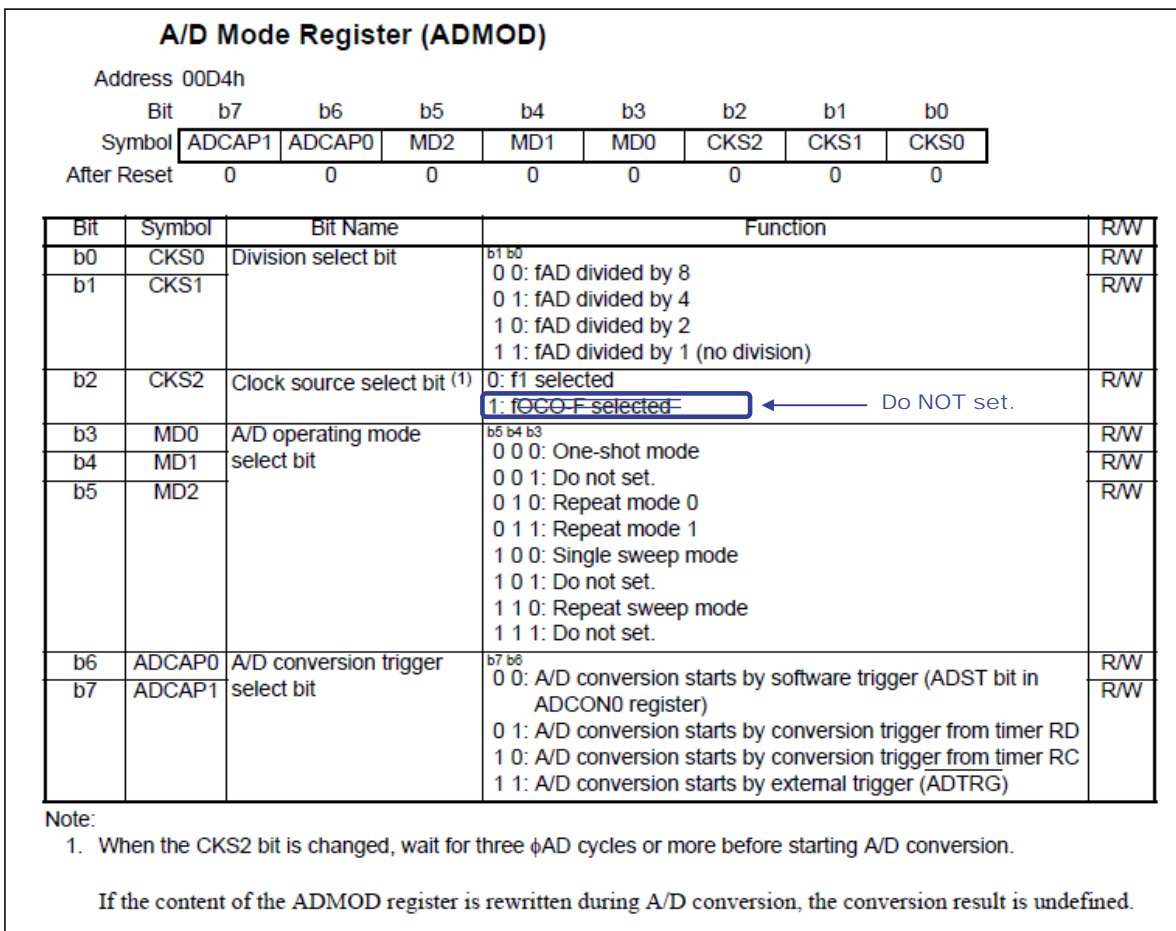 A/D Mode Register (ADMOD)
Address 00D4h
Bit b7 b6 b5 b4 b3 b2 b1 b0
Symbol ADCAP1 ADCAP0 MD2 MD1 MD0 CKS2 CKS1 CKS0
After Reset 0 0 0 0 0 0 0 0
Bit Symbol Bit Name Function R/W
b0 CKS0 Division select bit b1 b0 R/W
0 0: fAD divided by 8
b1 CKS1 R/W
0 1: fAD divided by 4
1 0: fAD divided by 2
1 1: fAD divided by 1 (no division)
b2 CKS2 Clock source select bit (1) 0: f1 selected R/W
1: fOCO-F selected Do NOT set.
b3 MD0 A/D operating mode b5 b4 b3 R/W
0 0 0: One-shot mode
b4 MD1 select bit R/W
0 0 1: Do not set.
b5 MD2 R/W
0 1 0: Repeat mode 0
0 1 1: Repeat mode 1
1 0 0: Single sweep mode
1 0 1: Do not set.
1 1 0: Repeat sweep mode
1 1 1: Do not set.
b6 ADCAP0 A/D conversion trigger b7 b6 R/W
0 0: A/D conversion starts by software trigger (ADST bit in
b7 ADCAP1 select bit ADCON0 register) R/W
0 1: A/D conversion starts by conversion trigger from timer RD
1 0: A/D conversion starts by conversion trigger from timer RC
1 1: A/D conversion starts by external trigger (ADTRG)
Note:
1. When the CKS2 bit is changed, wait for three ϕAD cycles or more before starting A/D conversion.
If the content of the ADMOD register is rewritten during A/D conversion, the conversion result is undefined.